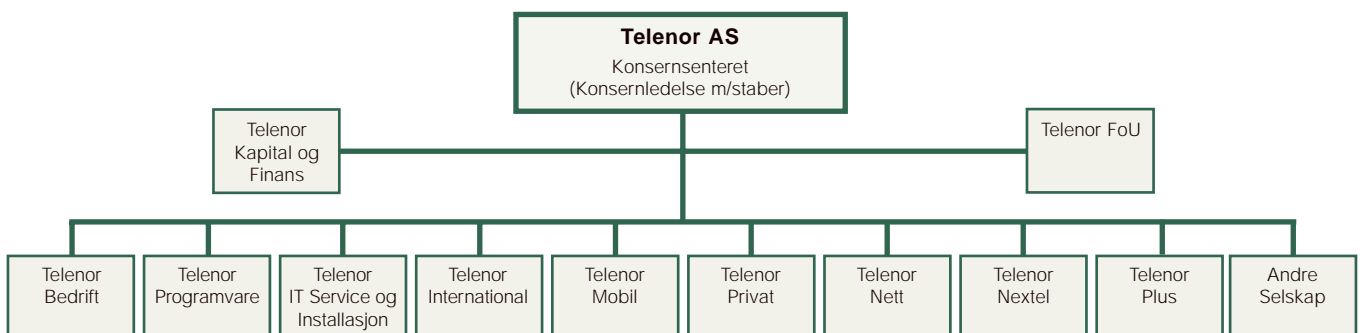 Telenor AS
Konsernsenteret
(Konsernledelse m/staber)
Telenor
Kapital og
Finans
Telenor FoU
Telenor
Bedrift
Telenor
Programvare
Telenor
IT Service og
Installasjon
Telenor
International
Telenor
Mobil
Telenor
Privat
Telenor
Nett
Telenor
Nextel
Telenor
Plus
Andre
Selskap